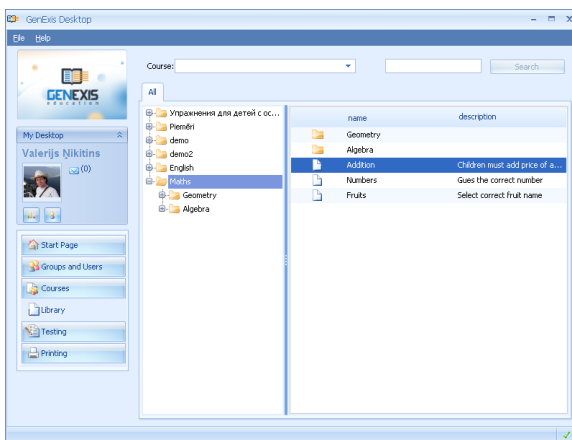 GenExis Desktop
File Help
GENEXIS
education
Course:
Search
All
My Desktop
Valerijs Ņikitins
(0)
Start Page
Groups and Users
Courses
Library
Testing
Printing
Упражнения для детей с ос...
Piemēri
demo
demo2
English
Maths
Geometry
Algebra
name description
Geometry
Algebra
Addition Children must add price of a...
Numbers Gues the correct number
Fruits Select correct fruit name